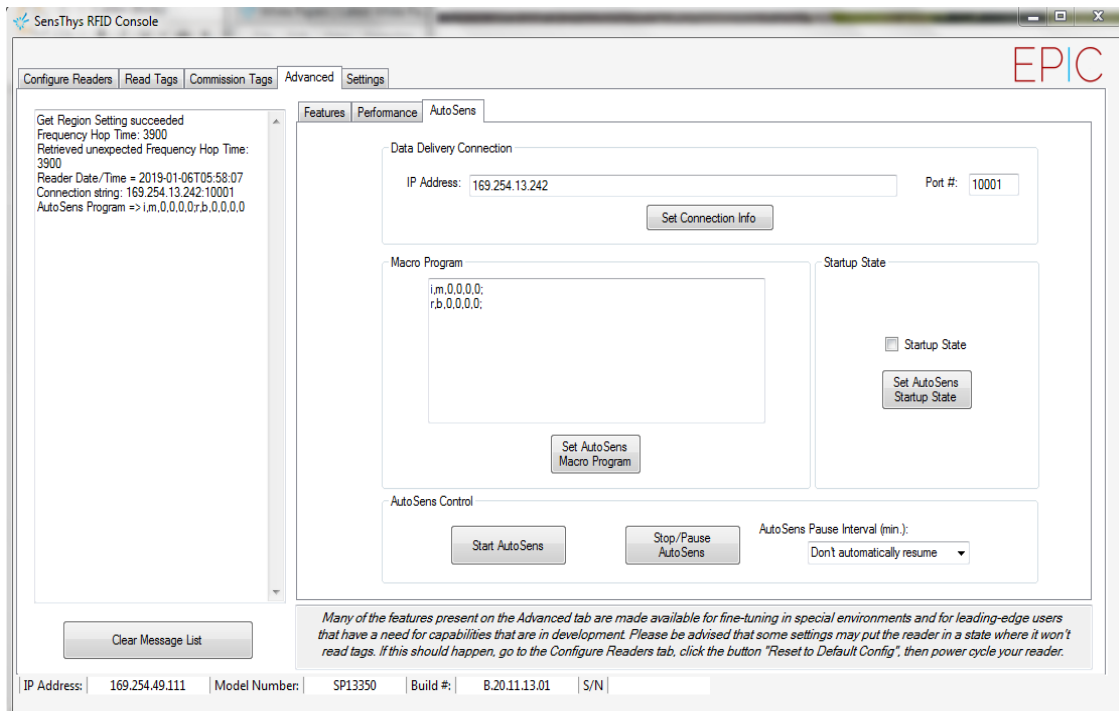 SensThys RFID Console
EPIC
Configure Readers Read Tags Commission Tags Advanced Settings
Get Region Setting succeeded
Frequency Hop Time: 3900
Retrieved unexpected Frequency Hop Time:
3900
Reader Date/Time = 2019-01-06T05:58:07
Connection string: 169.254.13.242:10001
AutoSens Program => i,m,0,0,0,0;r,b,0,0,0,0
Clear Message List
Features Performance AutoSens
Data Delivery Connection
IP Address: 169.254.13.242 Port #: 10001
Set Connection Info
Macro Program
i,m,0,0,0,0;
r,b,0,0,0,0;
Set AutoSens
Macro Program
Startup State
Startup State
Set AutoSens
Startup State
AutoSens Control
Start AutoSens
Stop/Pause
AutoSens
AutoSens Pause Interval (min.):
Don't automatically resume
Many of the features present on the Advanced tab are made available for fine-tuning in special environments and for leading-edge users
that have a need for capabilities that are in development. Please be advised that some settings may put the reader in a state where it won't
read tags. If this should happen, go to the Configure Readers tab, click the button "Reset to Default Config", then power cycle your reader.
IP Address: 169.254.49.111 Model Number: SP13350 Build #: B.20.11.13.01 S/N